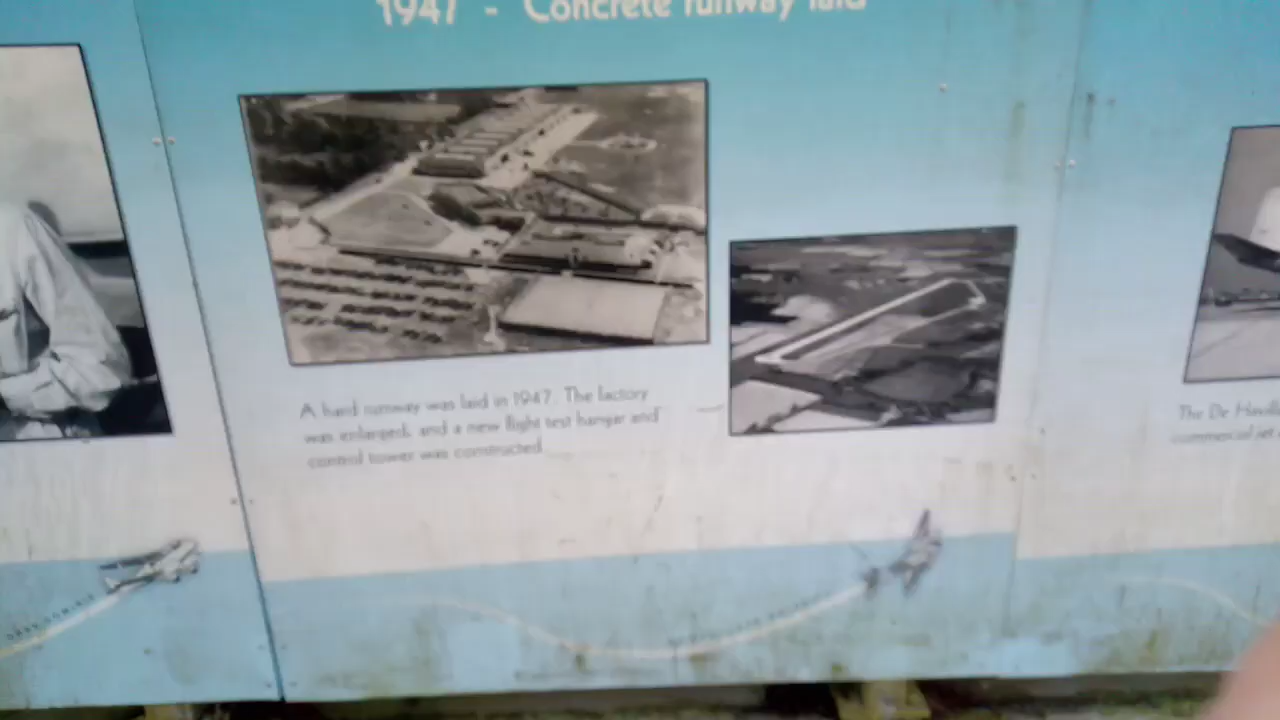 1947 - Concrete runway laid
A hard runway was laid in 1947. The factory
was enlarged, and a new flight test hangar and
control tower was constructed
The De Havill
commercial jet